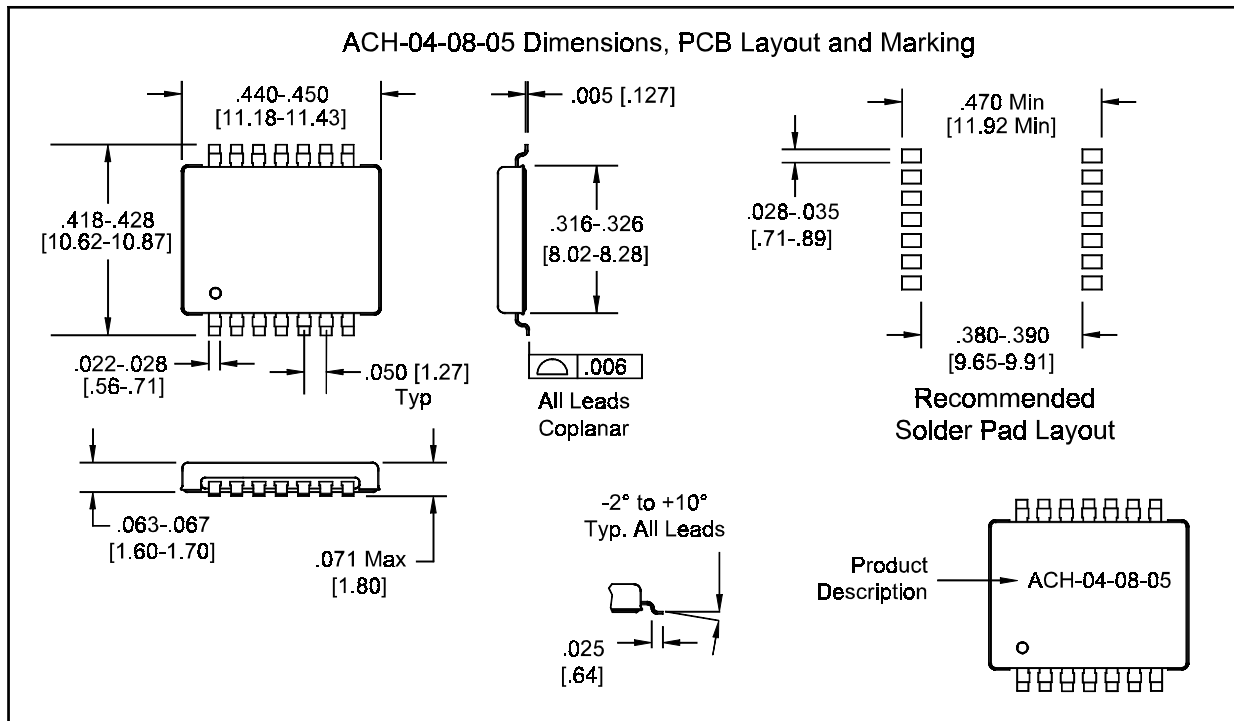 ACH-04-08-05 Dimensions, PCB Layout and Marking
.440-.450
[11.18-11.43]
.005 [.127]
.470 Min
[11.92 Min]
.418-.428
[10.62-10.87]
.316-.326
[8.02-8.28]
.028-.035
[.71-.89]
.022-.028
[.56-.71]
.050 [1.27]
Typ
.006
All Leads
Coplanar
.380-.390
[9.65-9.91]
Recommended
Solder Pad Layout
.063-.067
[1.60-1.70]
.071 Max
[1.80]
-2° to +10°
Typ. All Leads
.025
[.64]
Product
Description
ACH-04-08-05